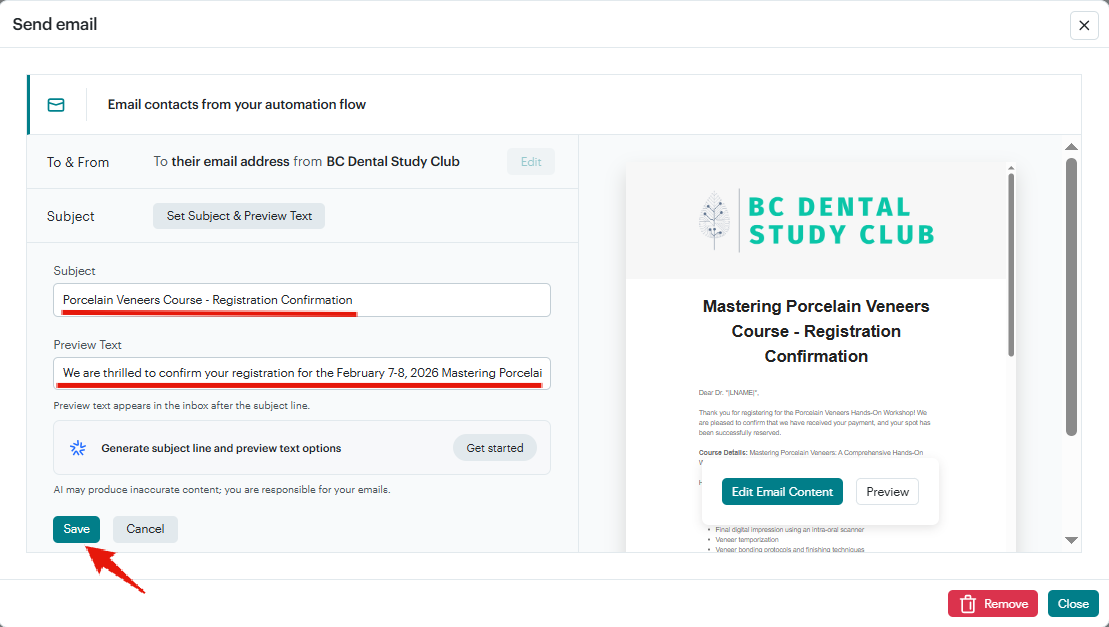 Send email
Email contacts from your automation flow
To & From
To their email address from BC Dental Study Club
Edit
Subject
Set Subject & Preview Text
Subject
Porcelain Veneers Course - Registration Confirmation
Preview Text
We are thrilled to confirm your registration for the February 7-8, 2026 Mastering Porcelai
Preview text appears in the inbox after the subject line.
Generate subject line and preview text options
Get started
AI may produce inaccurate content; you are responsible for your emails.
Save
Cancel
BC DENTAL
STUDY CLUB
Mastering Porcelain Veneers
Course - Registration
Confirmation
Dear Dr. "|LNAME|",
Thank you for registering for the Porcelain Veneers Hands-On Workshop! We
are pleased to confirm that we have received your payment, and your spot has
been successfully reserved.
Course Details: Mastering Porcelain Veneers: A Comprehensive Hands-On
Edit Email Content
Preview
• Final digital impression using an intra-oral scanner
• Veneer temporization
• Veneer bonding protocols and finishing techniques
Remove
Close